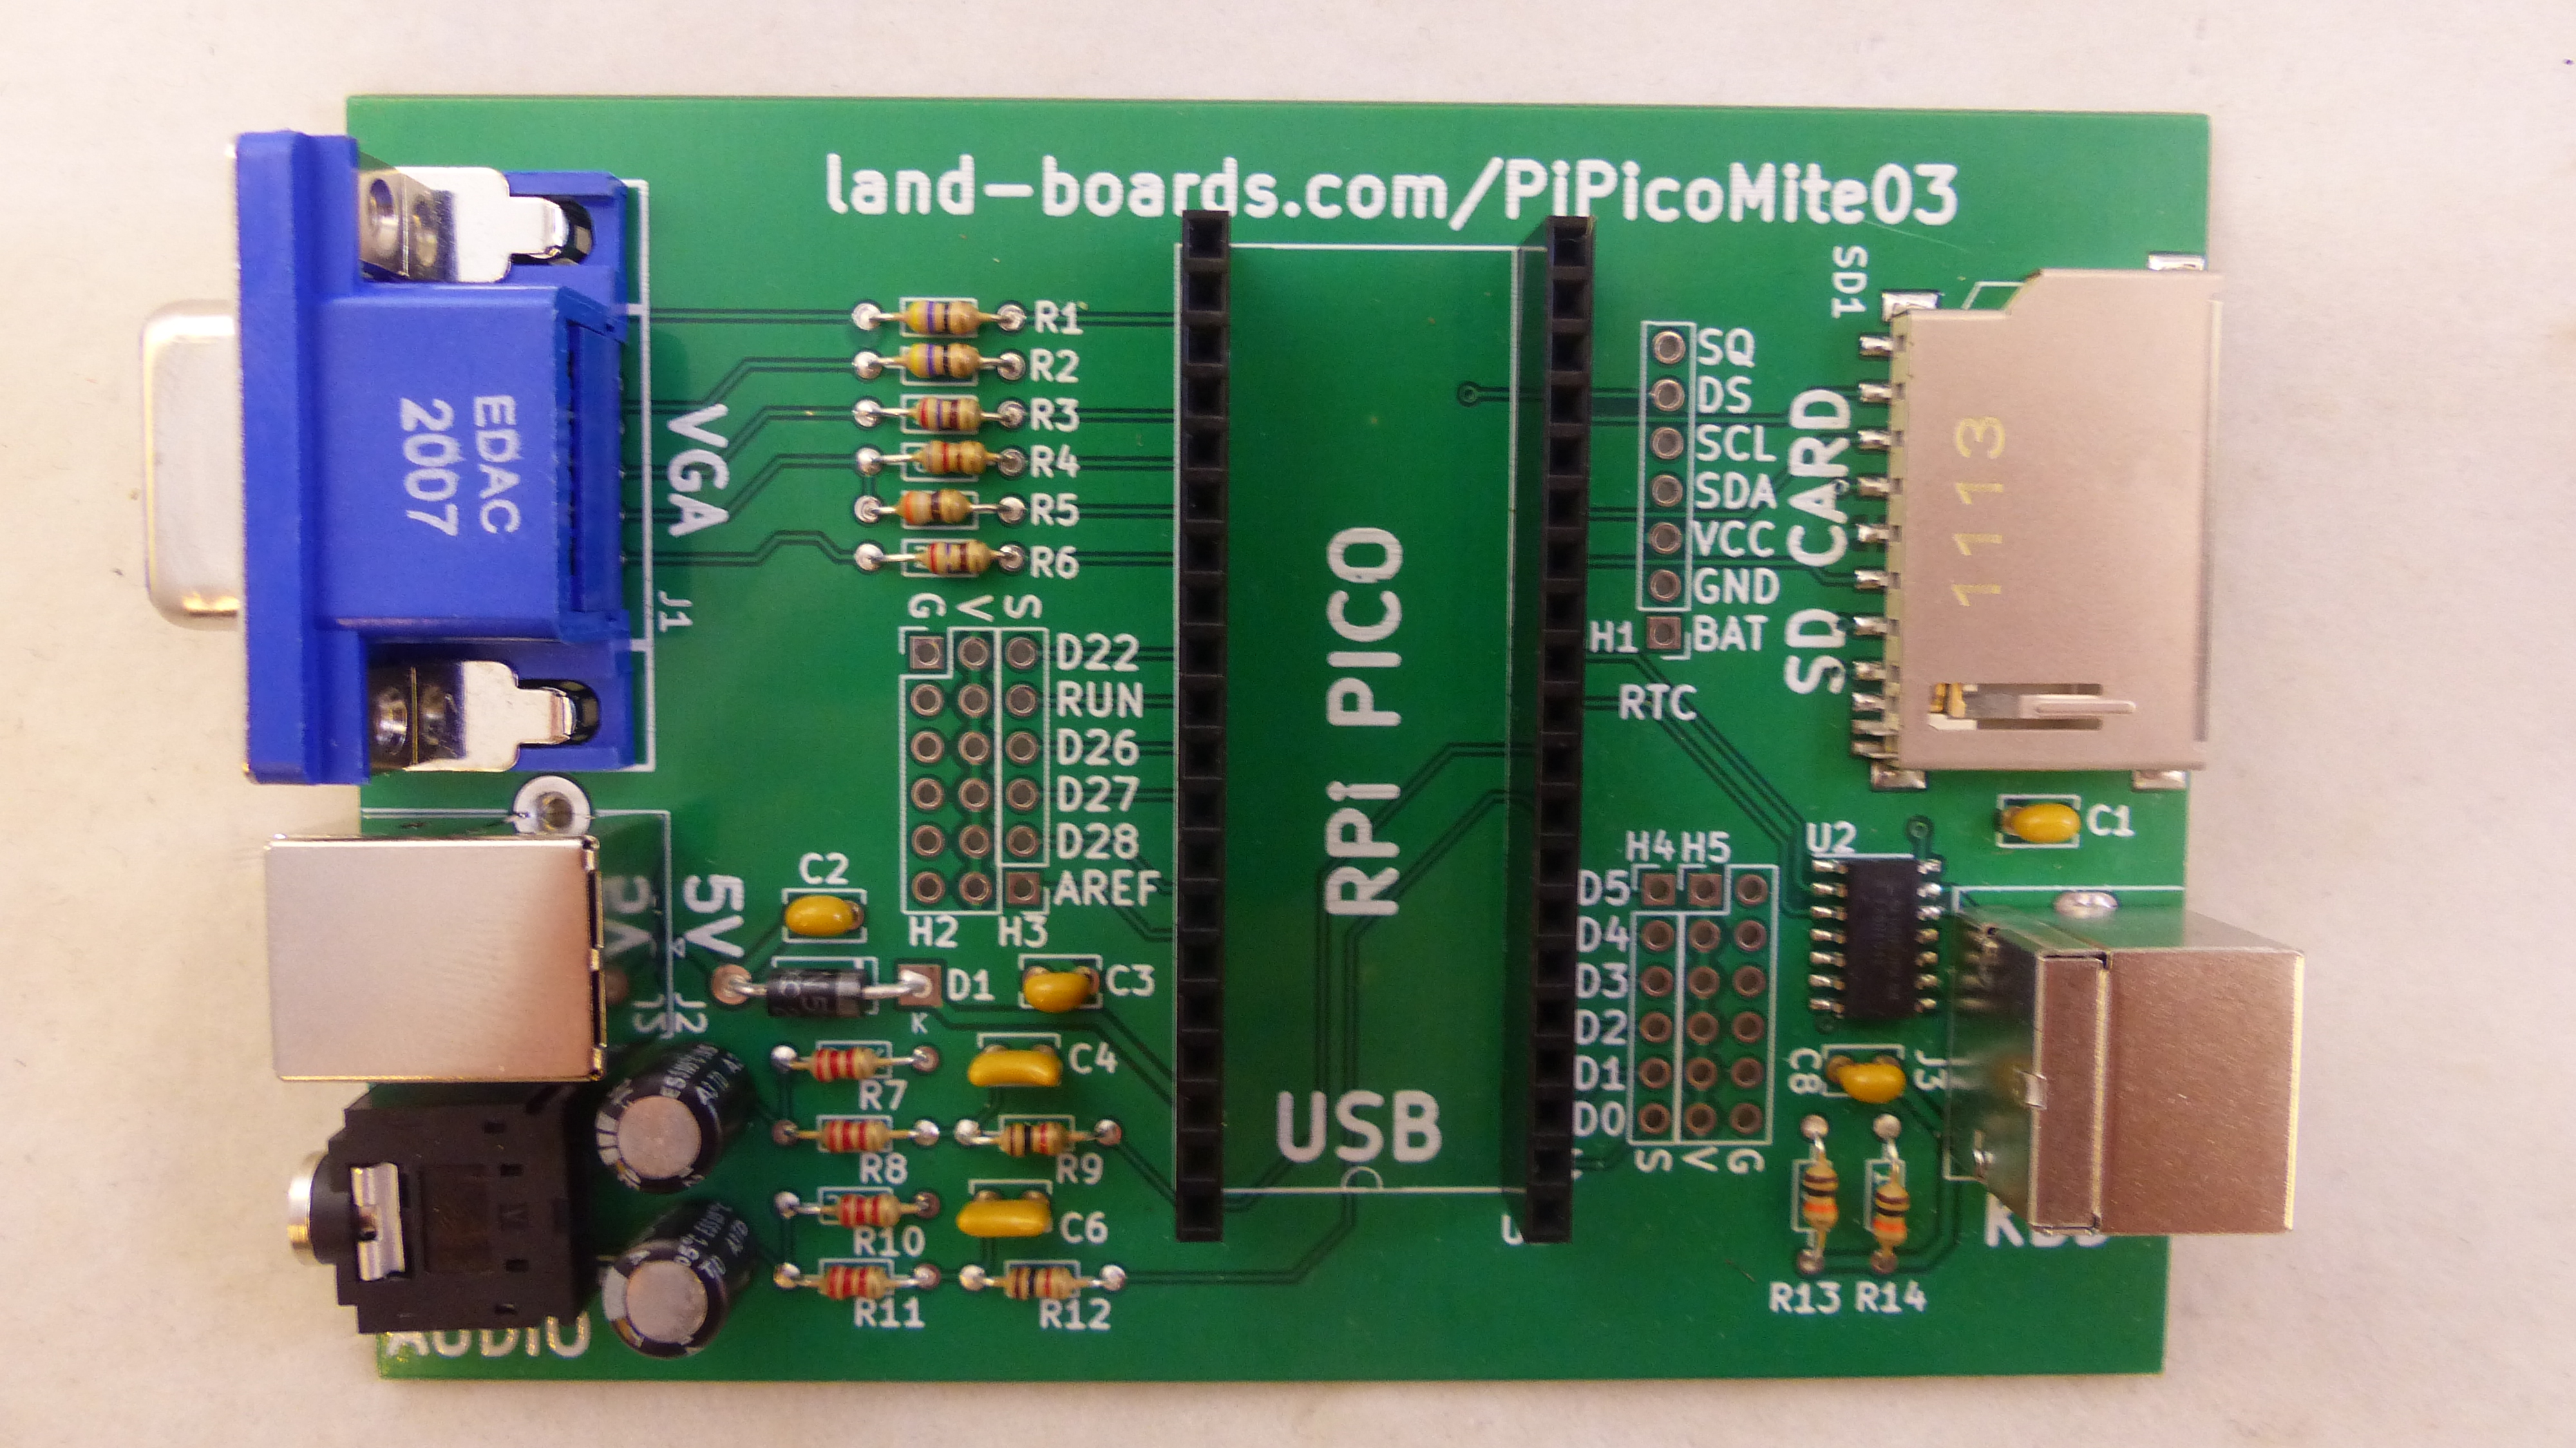 land-boards.com/PiPicoMite03
SD1
R1
SQ
R2
DS
EDAC
2007
VGA
R3
SCL
SD CARD
1113
R4
SDA
R5
VCC
R6
GND
J1
G V S
H1 BAT
D22
RUN
RTC
D26
RPi PICO
D27
D28
C1
U2
H4 H5
C2
AREF
D5
5V
H2 H3
D4
D1
K
C3
D3
J2
D2
C4
C8
J3
D1
R7
USB
D0
R8
R9
S V G
R10
C6
R11
R12
R13 R14
AUDIO
KBD